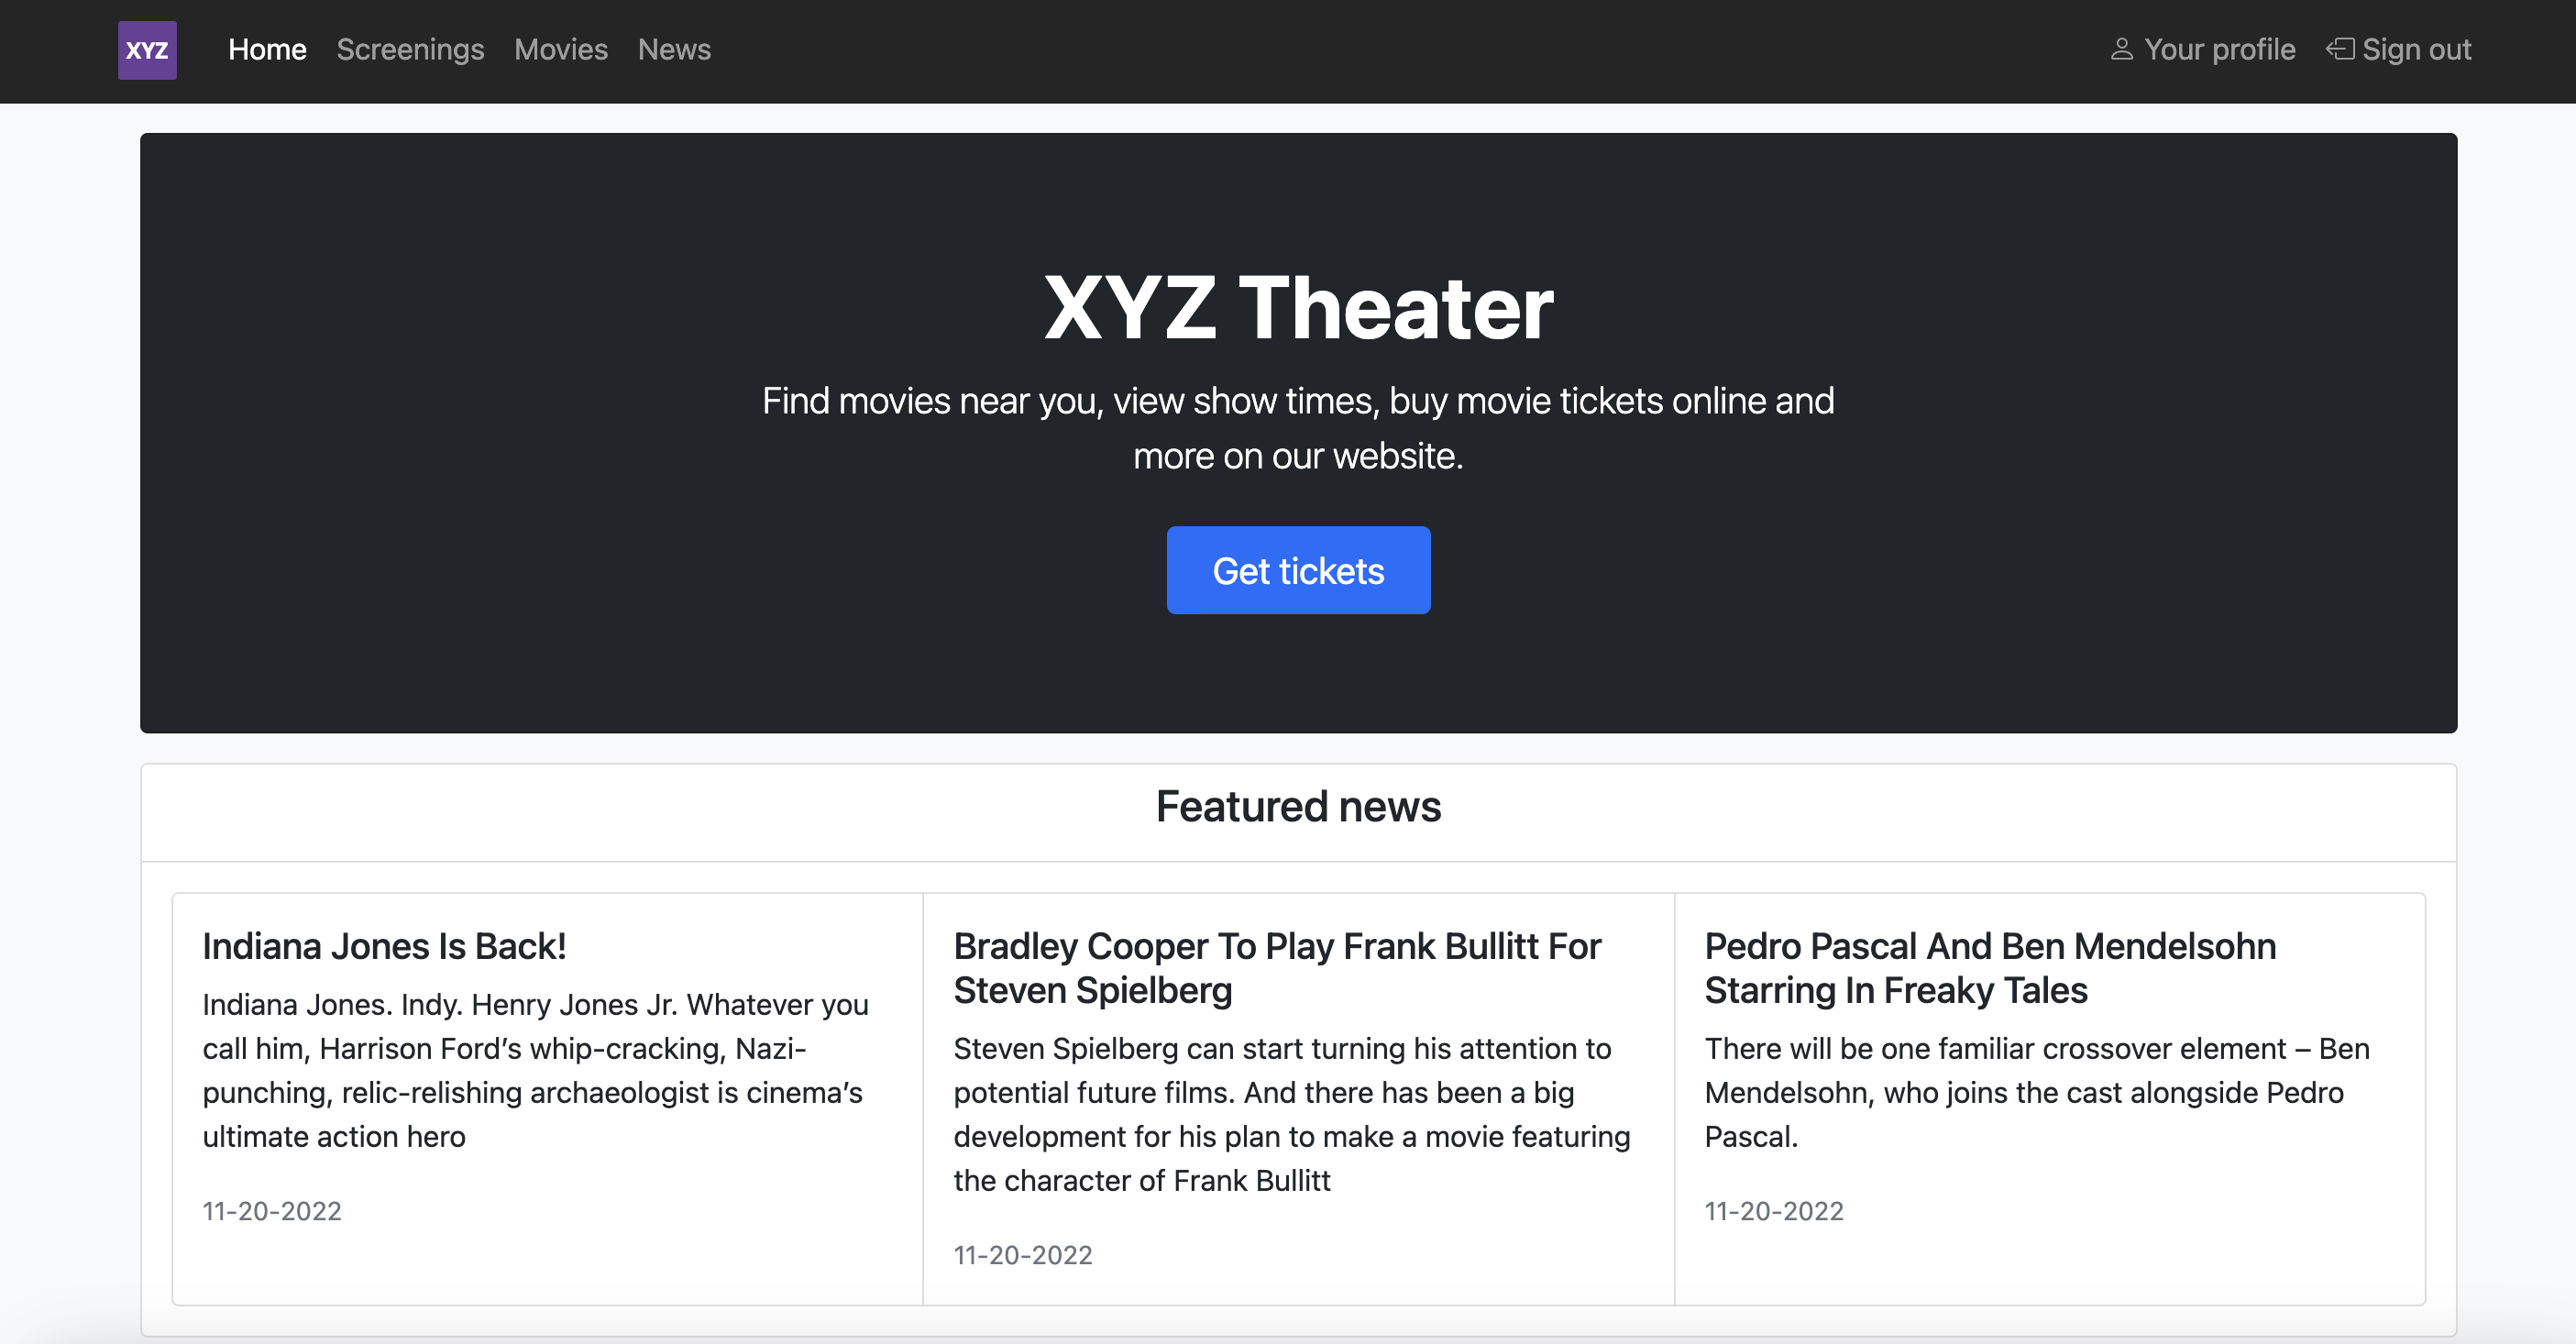 XYZ Home Screenings Movies News Your profile Sign out
XYZ Theater
Find movies near you, view show times, buy movie tickets online and
more on our website.
Get tickets
Featured news
Indiana Jones Is Back!
Indiana Jones. Indy. Henry Jones Jr. Whatever you
call him, Harrison Ford’s whip-cracking, Nazi-
punching, relic-relishing archaeologist is cinema’s
ultimate action hero
11-20-2022
Bradley Cooper To Play Frank Bullitt For
Steven Spielberg
Steven Spielberg can start turning his attention to
potential future films. And there has been a big
development for his plan to make a movie featuring
the character of Frank Bullitt
11-20-2022
Pedro Pascal And Ben Mendelsohn
Starring In Freaky Tales
There will be one familiar crossover element – Ben
Mendelsohn, who joins the cast alongside Pedro
Pascal.
11-20-2022